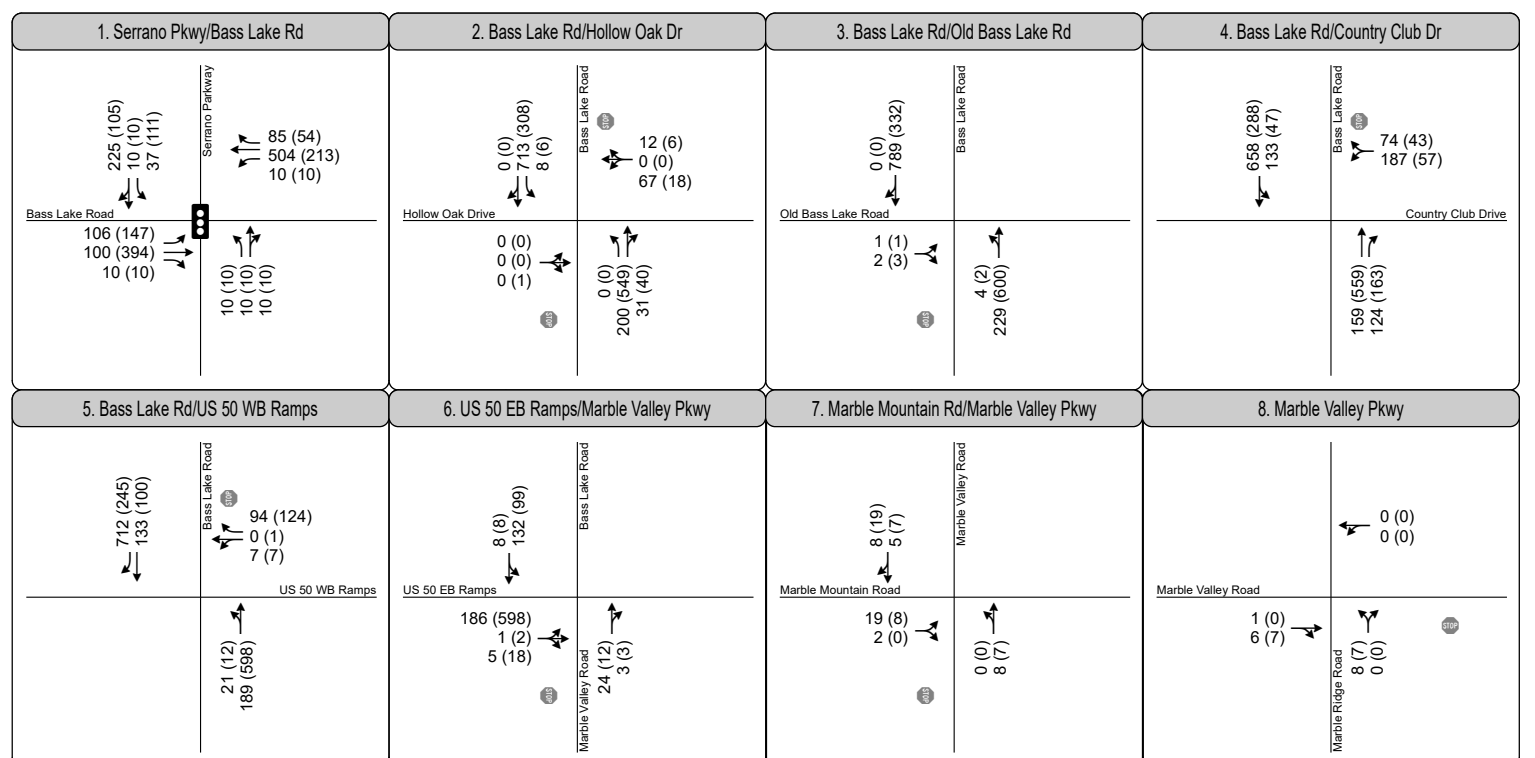 1. Serrano Pkwy/Bass Lake Rd
225 (105)
10 (10)
37 (111)
Serrano Parkway
85 (54)
504 (213)
10 (10)
Bass Lake Road
106 (147)
100 (394)
10 (10)
10 (10)
10 (10)
10 (10)
2. Bass Lake Rd/Hollow Oak Dr
0 (0)
713 (308)
8 (6)
Bass Lake Road
STOP
12 (6)
0 (0)
67 (18)
Hollow Oak Drive
0 (0)
0 (0)
0 (1)
STOP
0 (0)
200 (549)
31 (40)
3. Bass Lake Rd/Old Bass Lake Rd
0 (0)
789 (332)
Bass Lake Road
Old Bass Lake Road
1 (1)
2 (3)
STOP
4 (2)
229 (600)
4. Bass Lake Rd/Country Club Dr
658 (288)
133 (47)
Bass Lake Road
STOP
74 (43)
187 (57)
Country Club Drive
159 (559)
124 (163)
5. Bass Lake Rd/US 50 WB Ramps
712 (245)
133 (100)
Bass Lake Road
STOP
94 (124)
0 (1)
7 (7)
US 50 WB Ramps
21 (12)
189 (598)
6. US 50 EB Ramps/Marble Valley Pkwy
8 (8)
132 (99)
Bass Lake Road
US 50 EB Ramps
186 (598)
1 (2)
5 (18)
STOP
Marble Valley Road
24 (12)
3 (3)
7. Marble Mountain Rd/Marble Valley Pkwy
8 (19)
5 (7)
Marble Valley Road
Marble Mountain Road
19 (8)
2 (0)
STOP
0 (0)
8 (7)
8. Marble Valley Pkwy
0 (0)
0 (0)
Marble Valley Road
1 (0)
6 (7)
Marble Ridge Road
8 (7)
0 (0)
STOP